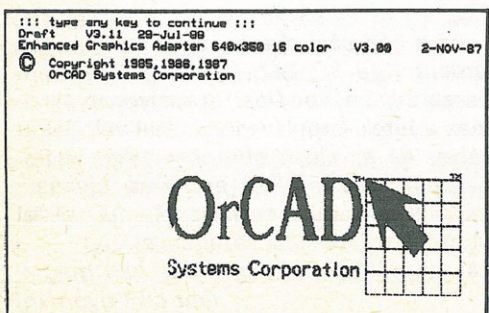 ::: type any key to continue :::
Draft V3.11 29-Jul-88
Enhanced Graphics Adapter 640x350 16 color V3.00 2-NOV-87
© Copyright 1985,1986,1987
OrCAD Systems Corporation
OrCAD TM
Systems Corporation